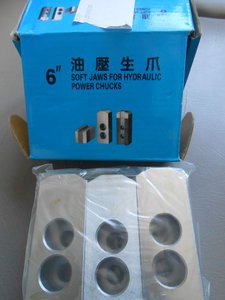 6" 油壓生爪
SOFT JAWS FOR HYDRAULIC
POWER CHUCKS